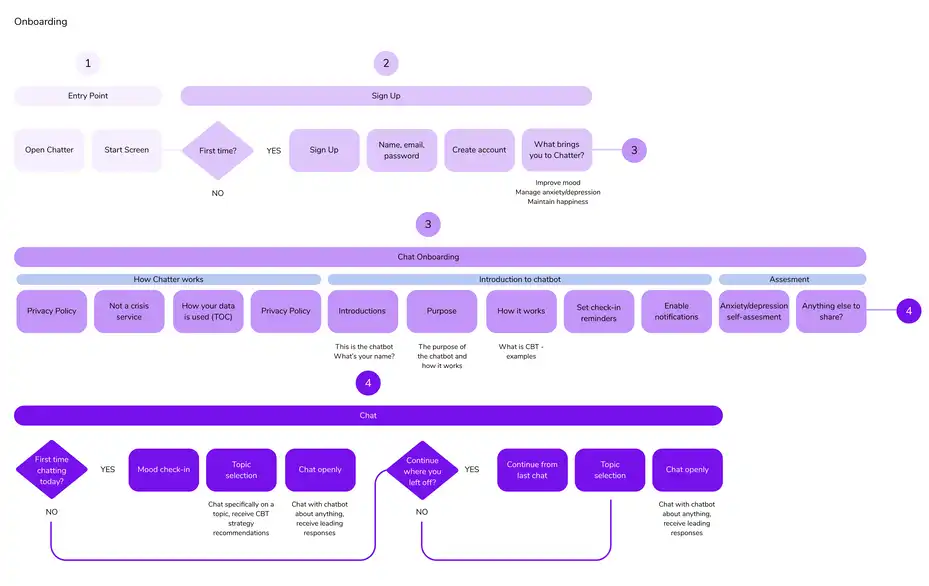 Onboarding
1
2
Entry Point
Sign Up
Open Chatter
Start Screen
First time?
YES
NO
Sign Up
Name, email,
password
Create account
What brings
you to Chatter?
Improve mood
Manage anxiety/depression
Maintain happiness
3
3
Chat Onboarding
How Chatter works
Introduction to chatbot
Assesment
Privacy Policy
Not a crisis
service
How your data
is used (TOC)
Privacy Policy
Introductions
This is the chatbot
What's your name?
Purpose
The purpose of
the chatbot and
how it works
How it works
What is CBT -
examples
Set check-in
reminders
Enable
notifications
Anxiety/depression
self-assesment
Anything else to
share?
4
4
Chat
First time
chatting
today?
YES
NO
Mood check-in
Topic
selection
Chat specifically on a
topic, receive CBT
strategy
recommendations
Chat openly
Chat with chatbot
about anything,
receive leading
responses
Continue
where you
left off?
YES
NO
Continue from
last chat
Topic
selection
Chat openly
Chat with chatbot
about anything,
receive leading
responses